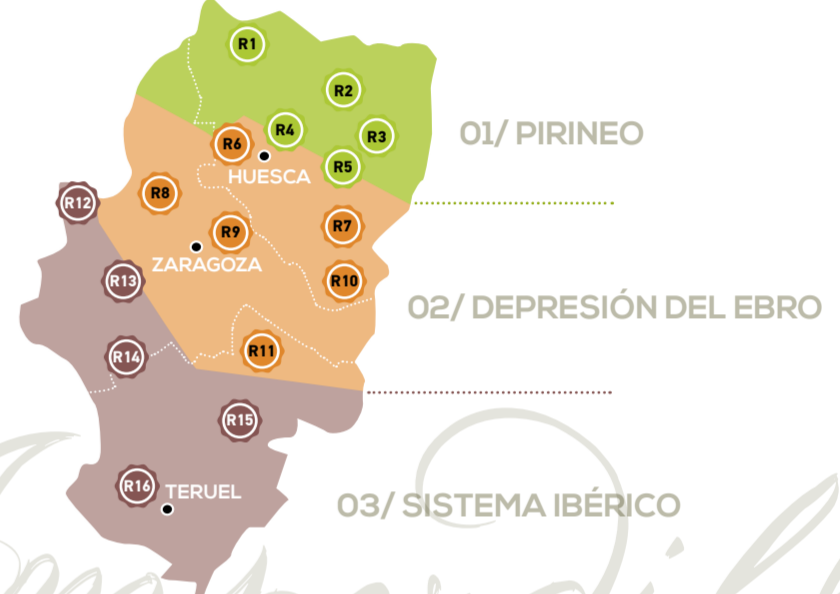 R1
R2
R4
R3
01/ PIRINEO
R6
R5
HUESCA
R8
R12
R9
R7
ZARAGOZA
R13
R10
02/ DEPRESIÓN DEL EBRO
R14
R11
R15
R16
TERUEL
03/ SISTEMA IBÉRICO